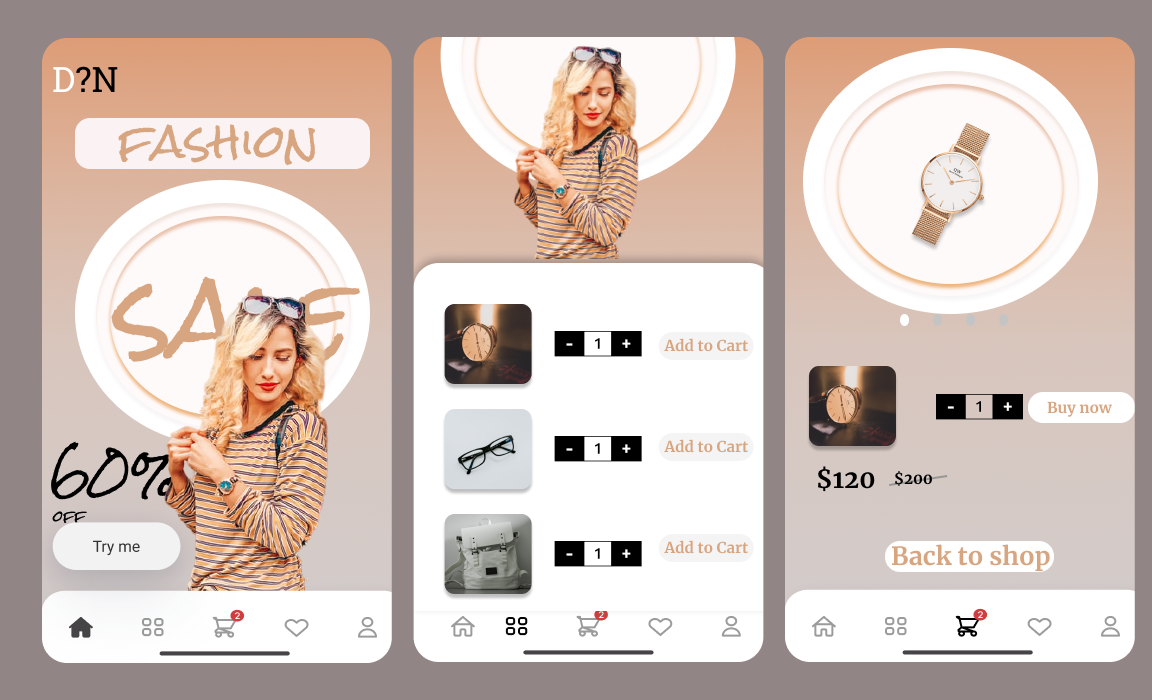 D?N
FASHION
SALE
60%
OFF
Try me
2
- 1 +
Add to Cart
- 1 +
Add to Cart
- 1 +
Add to Cart
2
- 1 +
Buy now
$120
$200
Back to shop
2